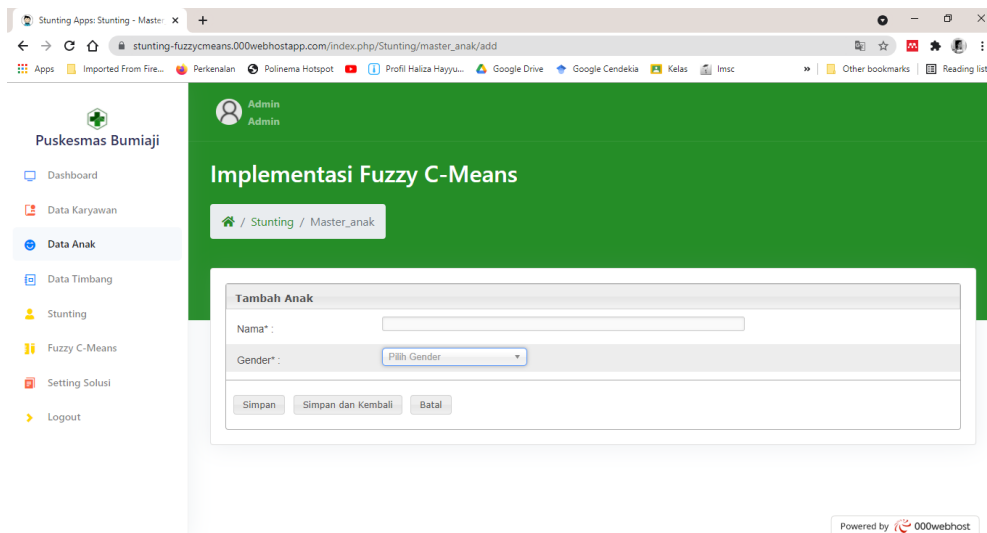 Stunting Apps: Stunting - Master
stunting-fuzzycmeans.000webhostapp.com/index.php/Stunting/master_anak/add
Apps Imported From Fire... Perkenalan Polinema Hotspot Profil Haliza Hayyu... Google Drive Google Cendekia Kelas Imsc » Other bookmarks Reading list
Puskesmas Bumiaji
Dashboard
Data Karyawan
Data Anak
Data Timbang
Stunting
Fuzzy C-Means
Setting Solusi
Logout
Admin
Admin
Implementasi Fuzzy C-Means
/ Stunting / Master_anak
Tambah Anak
Nama* :
Gender* : Pilih Gender
Simpan Simpan dan Kembali Batal
Powered by 000webhost